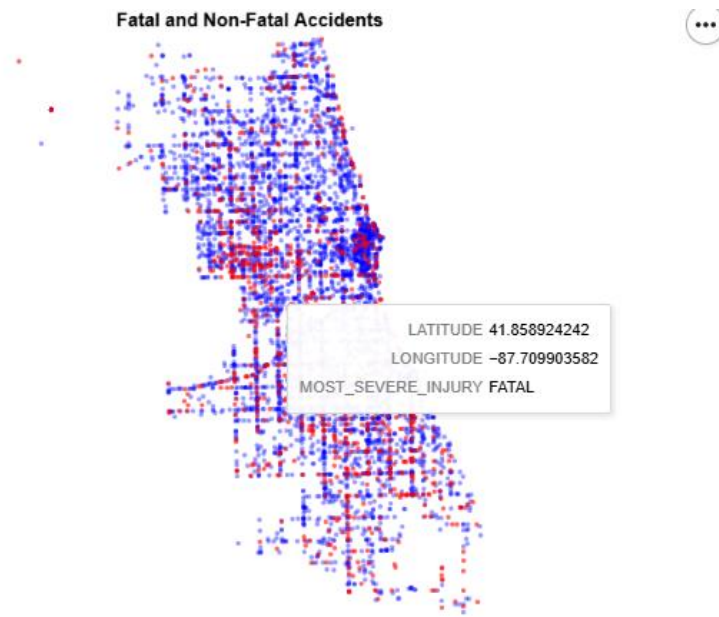 Fatal and Non-Fatal Accidents
LATITUDE 41.858924242
LONGITUDE −87.709903582
MOST_SEVERE_INJURY FATAL